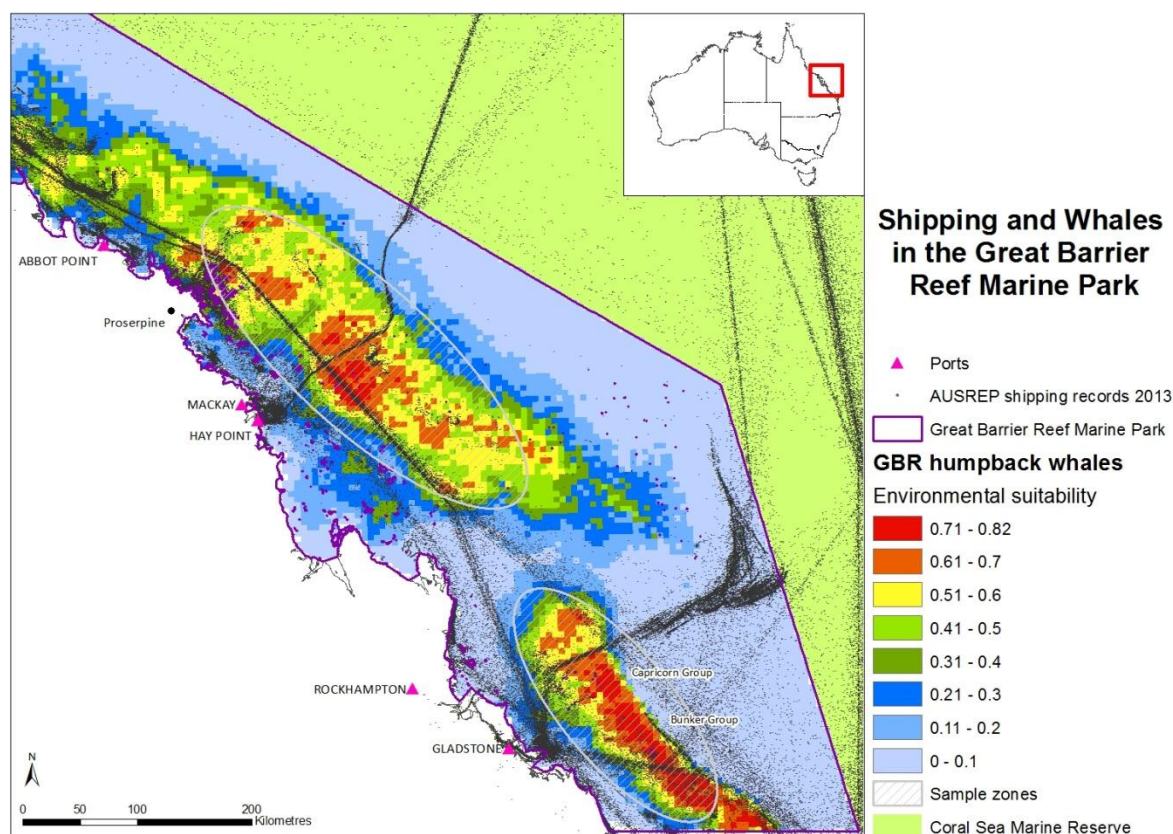 ABBOT POINT
Proserpine
MACKAY
HAY POINT
Capricorn Group
ROCKHAMPTON
Bunker Group
GLADSTONE
N
0 50 100 200
Kilometres
Shipping and Whales
in the Great Barrier
Reef Marine Park
Ports
AUSREP shipping records 2013
Great Barrier Reef Marine Park
GBR humpback whales
Environmental suitability
0.71 - 0.82
0.61 - 0.7
0.51 - 0.6
0.41 - 0.5
0.31 - 0.4
0.21 - 0.3
0.11 - 0.2
0 - 0.1
Sample zones
Coral Sea Marine Reserve